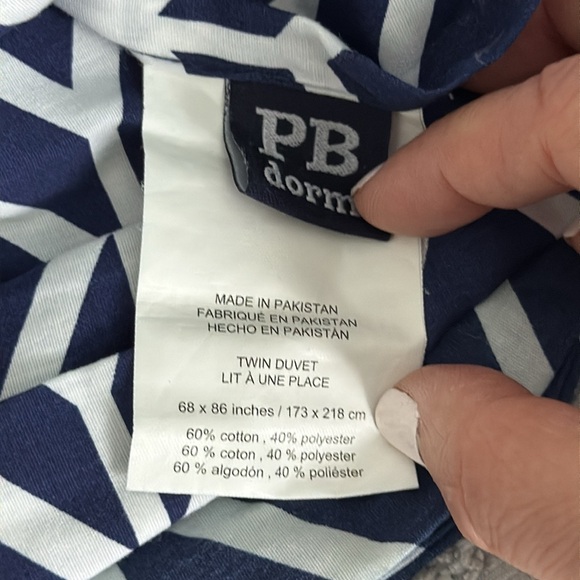 PB
dorm
MADE IN PAKISTAN
FABRIQUÉ EN PAKISTAN
HECHO EN PAKISTÁN
TWIN DUVET
LIT À UNE PLACE
68 x 86 inches / 173 x 218 cm
60% cotton , 40% polyester
60 % coton , 40 % polyester
60 % algodón , 40 % poliéster